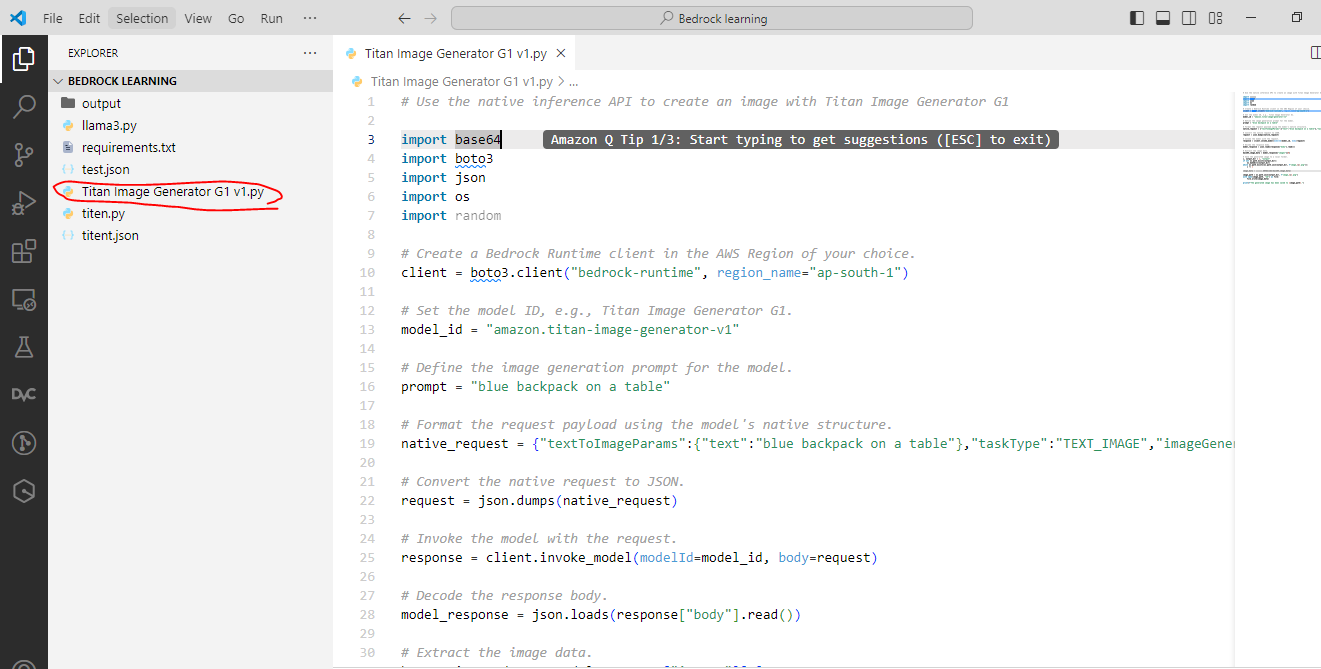 File Edit Selection View Go Run ··· Bedrock learning
EXPLORER ···
BEDROCK LEARNING
output
llama3.py
requirements.txt
test.json
Titan Image Generator G1 v1.py
titen.py
titent.json
DVC
Titan Image Generator G1 v1.py
Titan Image Generator G1 v1.py > ...
1 # Use the native inference API to create an image with Titan Image Generator G1
2
3 import base64 Amazon Q Tip 1/3: Start typing to get suggestions ([ESC] to exit)
4 import boto3
5 import json
6 import os
7 import random
8
9 # Create a Bedrock Runtime client in the AWS Region of your choice.
10 client = boto3.client("bedrock-runtime", region_name="ap-south-1")
11
12 # Set the model ID, e.g., Titan Image Generator G1.
13 model_id = "amazon.titan-image-generator-v1"
14
15 # Define the image generation prompt for the model.
16 prompt = "blue backpack on a table"
17
18 # Format the request payload using the model's native structure.
19 native_request = {"textToImageParams":{"text":"blue backpack on a table"},"taskType":"TEXT_IMAGE","imageGener
20
21 # Convert the native request to JSON.
22 request = json.dumps(native_request)
23
24 # Invoke the model with the request.
25 response = client.invoke_model(modelId=model_id, body=request)
26
27 # Decode the response body.
28 model_response = json.loads(response["body"].read())
29
30 # Extract the image data.